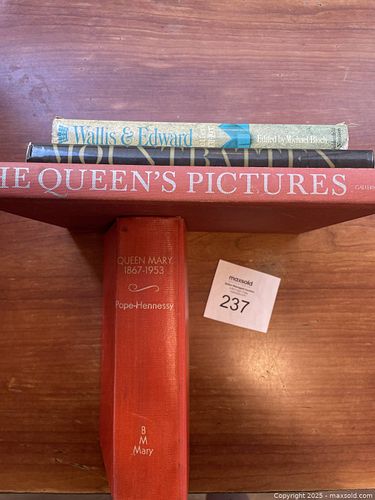 Wallis & Edward
Edited by Michael Bloch
MOUNTBATTEN
HE QUEEN'S PICTURES
QUEEN MARY
1867-1953
Pope-Hennessy
B
M
Mary
maxsold
237
Copyright 2025 - maxsold.com